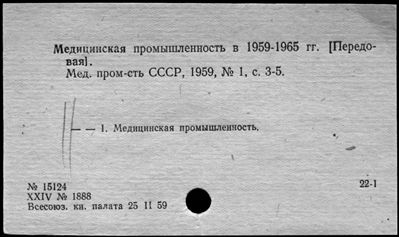 Медицинская промышленность в 1959-1965 гг. [Передо-
вая].
Мед. пром-сть СССР, 1959, № 1, с. 3-5.
— — 1. Медицинская промышленность.
№ 15124
22-1
XXIV № 1888
Всесоюз. кн. палата 25 II 59